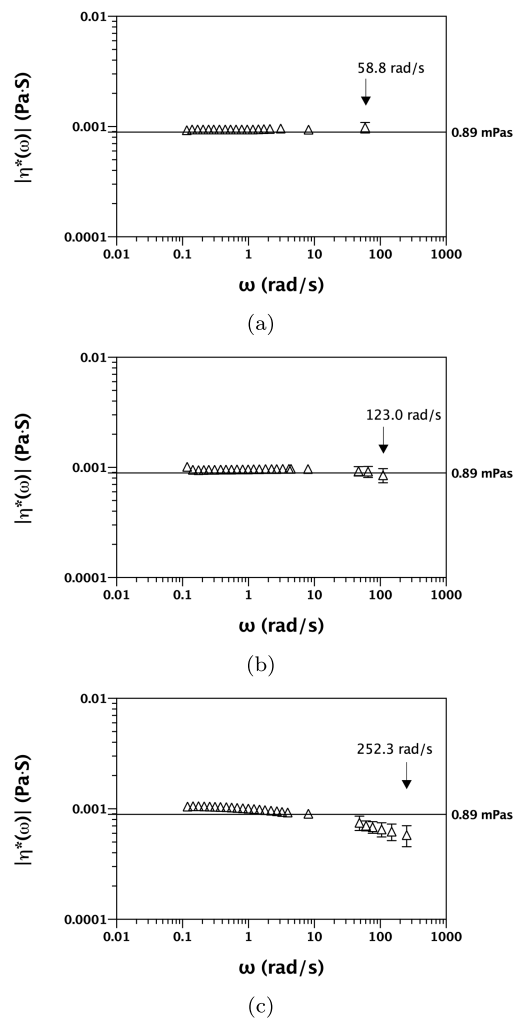 0.01
58.8 rad/s
|η*(ω)| (Pa·S)
0.001
0.89 mPas
0.0001
0.01 0.1 1 10 100 1000
ω (rad/s)
(a)
0.01
123.0 rad/s
|η*(ω)| (Pa·S)
0.001
0.89 mPas
0.0001
0.01 0.1 1 10 100 1000
ω (rad/s)
(b)
0.01
252.3 rad/s
|η*(ω)| (Pa·S)
0.001
0.89 mPas
0.0001
0.01 0.1 1 10 100 1000
ω (rad/s)
(c)